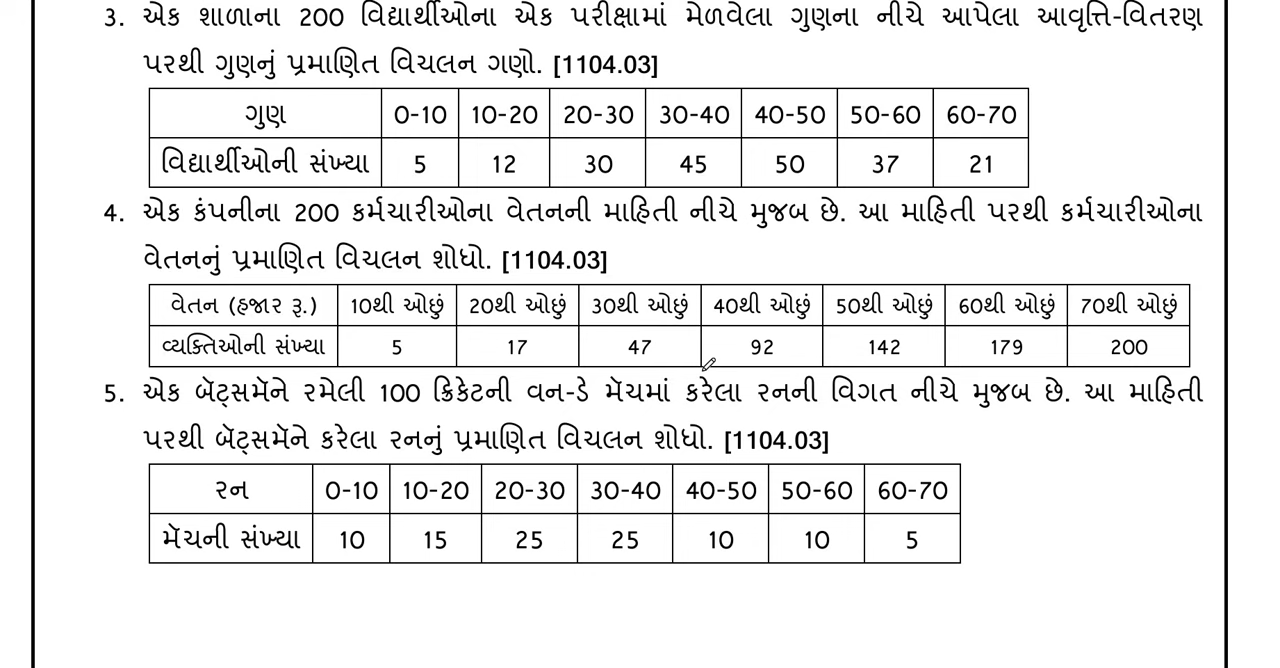 3. એક શાળાના 200 વિદ્યાર્થીઓના એક પરીક્ષામાં મેળવેલા ગુણના નીચે આપેલા આવૃત્તિ-વિતરણ
પરથી ગુણનું પ્રમાણિત વિચલન ગણો. [1104.03]
ગુણ 0-10 10-20 20-30 30-40 40-50 50-60 60-70
વિદ્યાર્થીઓની સંખ્યા 5 12 30 45 50 37 21
4. એક કંપનીના 200 કર્મચારીઓના વેતનની માહિતી નીચે મુજબ છે. આ માહિતી પરથી કર્મચારીઓના
વેતનનું પ્રમાણિત વિચલન શોધો. [1104.03]
વેતન (હજાર રૂ.) 10થી ઓછું 20થી ઓછું 30થી ઓછું 40થી ઓછું 50થી ઓછું 60થી ઓછું 70થી ઓછું
વ્યક્તિઓની સંખ્યા 5 17 47 92 142 179 200
5. એક બૅટ્સમૅને રમેલી 100 ક્રિકેટની વન-ડે મૅચમાં કરેલા રનની વિગત નીચે મુજબ છે. આ માહિતી
પરથી બૅટ્સમૅને કરેલા રનનું પ્રમાણિત વિચલન શોધો. [1104.03]
રન 0-10 10-20 20-30 30-40 40-50 50-60 60-70
મૅચની સંખ્યા 10 15 25 25 10 10 5